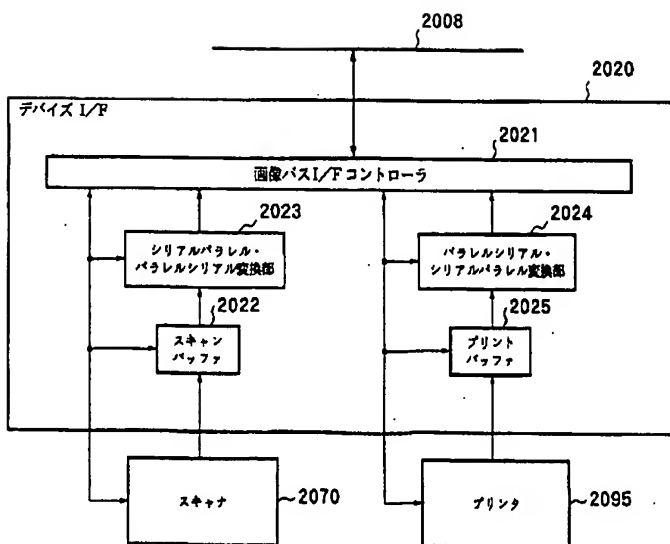 2008
2020
デバイズ I/F
2021
画像バスI/Fコントローラ
2023
シリアルパラレル・
パラレルシリアル変換部
2024
パラレルシリアル・
シリアルパラレル変換部
2022
スキャン
バッファ
2025
プリント
バッファ
スキャナ
2070
プリンタ
2095